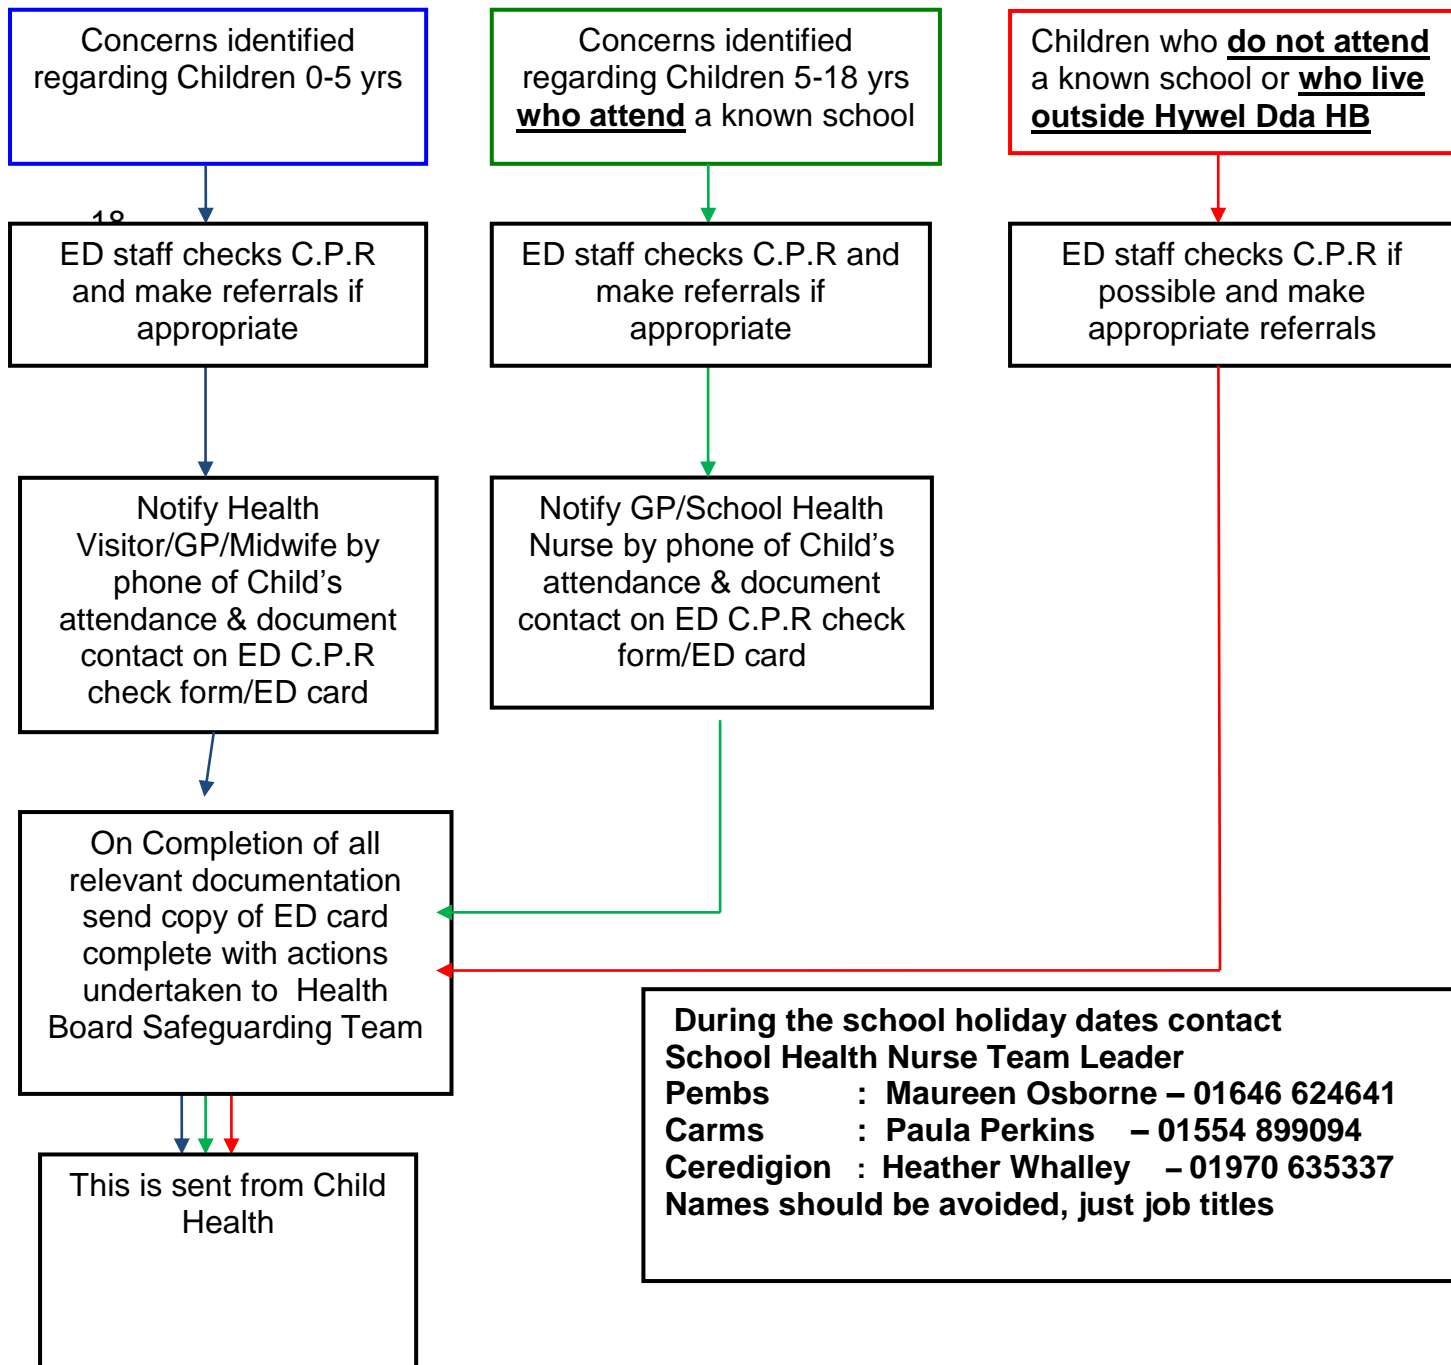 Concerns identified
regarding Children 0-5 yrs
Concerns identified
regarding Children 5-18 yrs
who attend a known school
Children who do not attend
a known school or who live
outside Hywel Dda HB
18
ED staff checks C.P.R
and make referrals if
appropriate
ED staff checks C.P.R and
make referrals if
appropriate
ED staff checks C.P.R if
possible and make
appropriate referrals
Notify Health
Visitor/GP/Midwife by
phone of Child’s
attendance & document
contact on ED C.P.R
check form/ED card
Notify GP/School Health
Nurse by phone of Child’s
attendance & document
contact on ED C.P.R check
form/ED card
On Completion of all
relevant documentation
send copy of ED card
complete with actions
undertaken to Health
Board Safeguarding Team
During the school holiday dates contact
School Health Nurse Team Leader
Pembs : Maureen Osborne – 01646 624641
Carms : Paula Perkins – 01554 899094
Ceredigion : Heather Whalley – 01970 635337
Names should be avoided, just job titles
This is sent from Child
Health